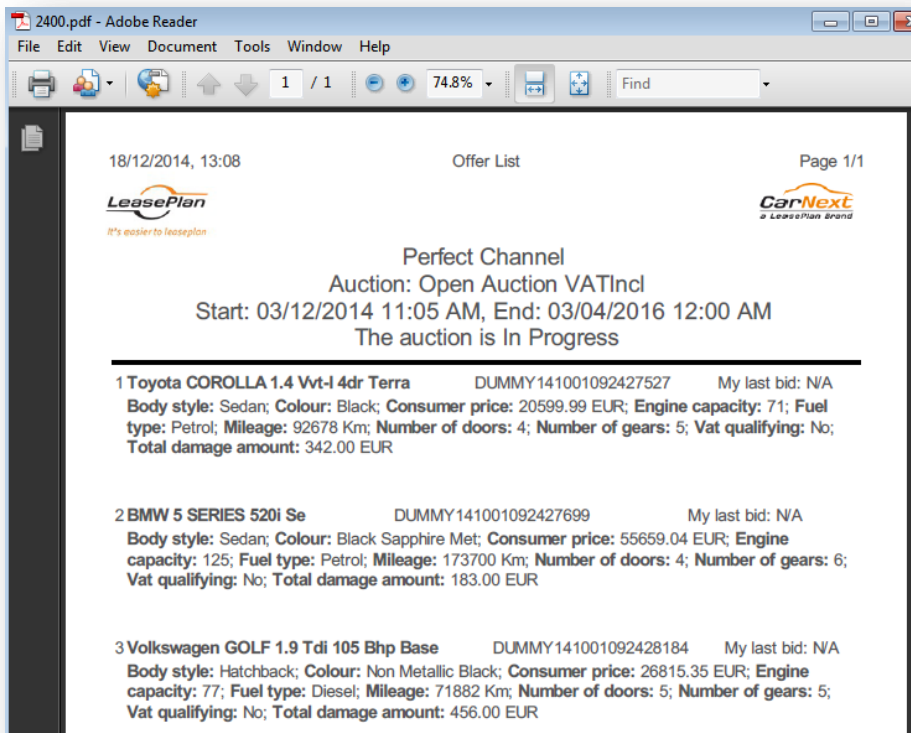 2400.pdf - Adobe Reader
File Edit View Document Tools Window Help
1 / 1 74.8% Find
18/12/2014, 13:08 Offer List Page 1/1
LeasePlan
It's easier to leaseplan
CarNext
a LeasePlan Brand
Perfect Channel
Auction: Open Auction VATIncl
Start: 03/12/2014 11:05 AM, End: 03/04/2016 12:00 AM
The auction is In Progress
1 Toyota COROLLA 1.4 Vvt-I 4dr Terra DUMMY141001092427527 My last bid: N/A
Body style: Sedan; Colour: Black; Consumer price: 20599.99 EUR; Engine capacity: 71; Fuel
type: Petrol; Mileage: 92678 Km; Number of doors: 4; Number of gears: 5; Vat qualifying: No;
Total damage amount: 342.00 EUR
2 BMW 5 SERIES 520i Se DUMMY141001092427699 My last bid: N/A
Body style: Sedan; Colour: Black Sapphire Met; Consumer price: 55659.04 EUR; Engine
capacity: 125; Fuel type: Petrol; Mileage: 173700 Km; Number of doors: 4; Number of gears: 6;
Vat qualifying: No; Total damage amount: 183.00 EUR
3 Volkswagen GOLF 1.9 Tdi 105 Bhp Base DUMMY141001092428184 My last bid: N/A
Body style: Hatchback; Colour: Non Metallic Black; Consumer price: 26815.35 EUR; Engine
capacity: 77; Fuel type: Diesel; Mileage: 71882 Km; Number of doors: 5; Number of gears: 5;
Vat qualifying: No; Total damage amount: 456.00 EUR